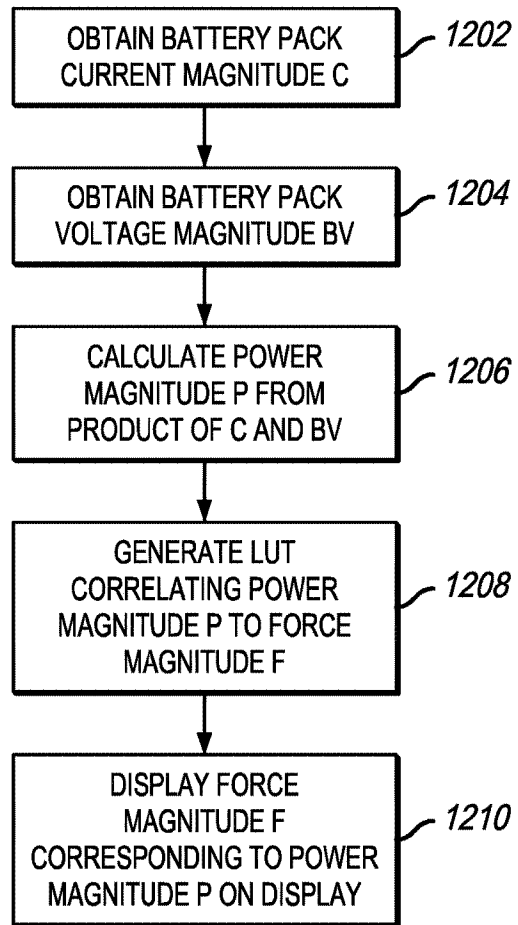 OBTAIN BATTERY PACK
CURRENT MAGNITUDE C
1202
OBTAIN BATTERY PACK
VOLTAGE MAGNITUDE BV
1204
CALCULATE POWER
MAGNITUDE P FROM
PRODUCT OF C AND BV
1206
GENERATE LUT
CORRELATING POWER
MAGNITUDE P TO FORCE
MAGNITUDE F
1208
DISPLAY FORCE
MAGNITUDE F
CORRESPONDING TO POWER
MAGNITUDE P ON DISPLAY
1210